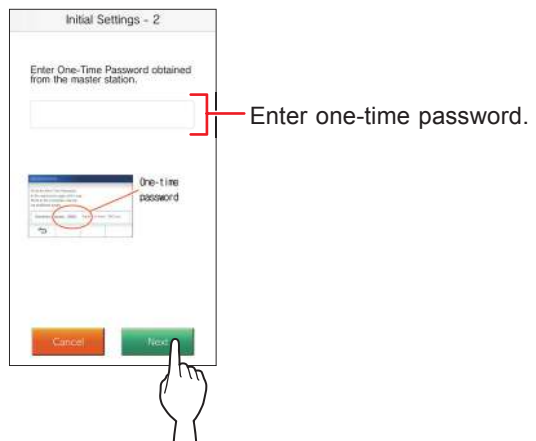 Initial Settings - 2
Enter One-Time Password obtained
from the master station.
Enter one-time password.
One-time
password
Cancel
Next